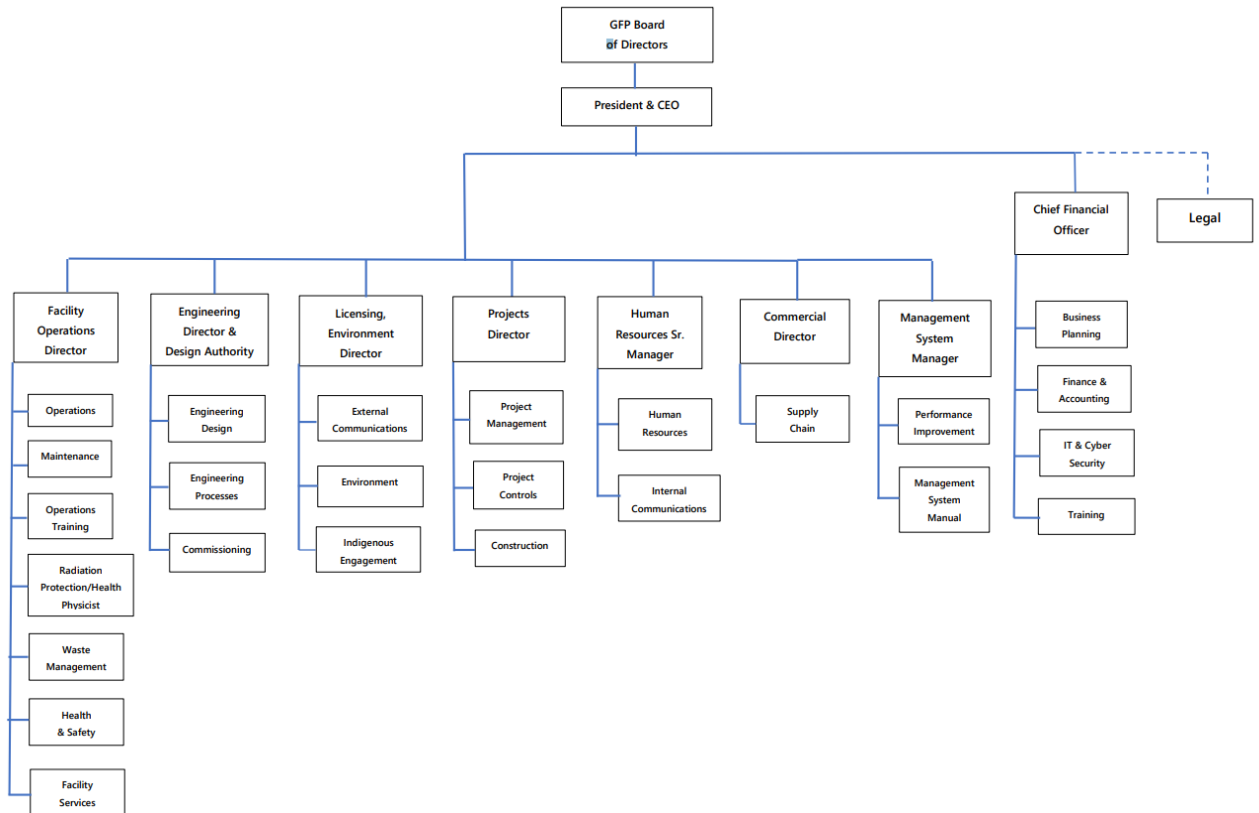 GFP Board
of Directors
President & CEO
Chief Financial
Officer
Legal
Facility
Operations
Director
Engineering
Director &
Design Authority
Licensing,
Environment
Director
Projects
Director
Human
Resources Sr.
Manager
Commercial
Director
Management
System
Manager
Operations
Maintenance
Operations
Training
Radiation
Protection/Health
Physicist
Waste
Management
Health
& Safety
Facility
Services
Engineering
Design
Engineering
Processes
Commissioning
External
Communications
Environment
Indigenous
Engagement
Project
Management
Project
Controls
Construction
Human
Resources
Internal
Communications
Supply
Chain
Performance
Improvement
Management
System
Manual
Business
Planning
Finance &
Accounting
IT & Cyber
Security
Training